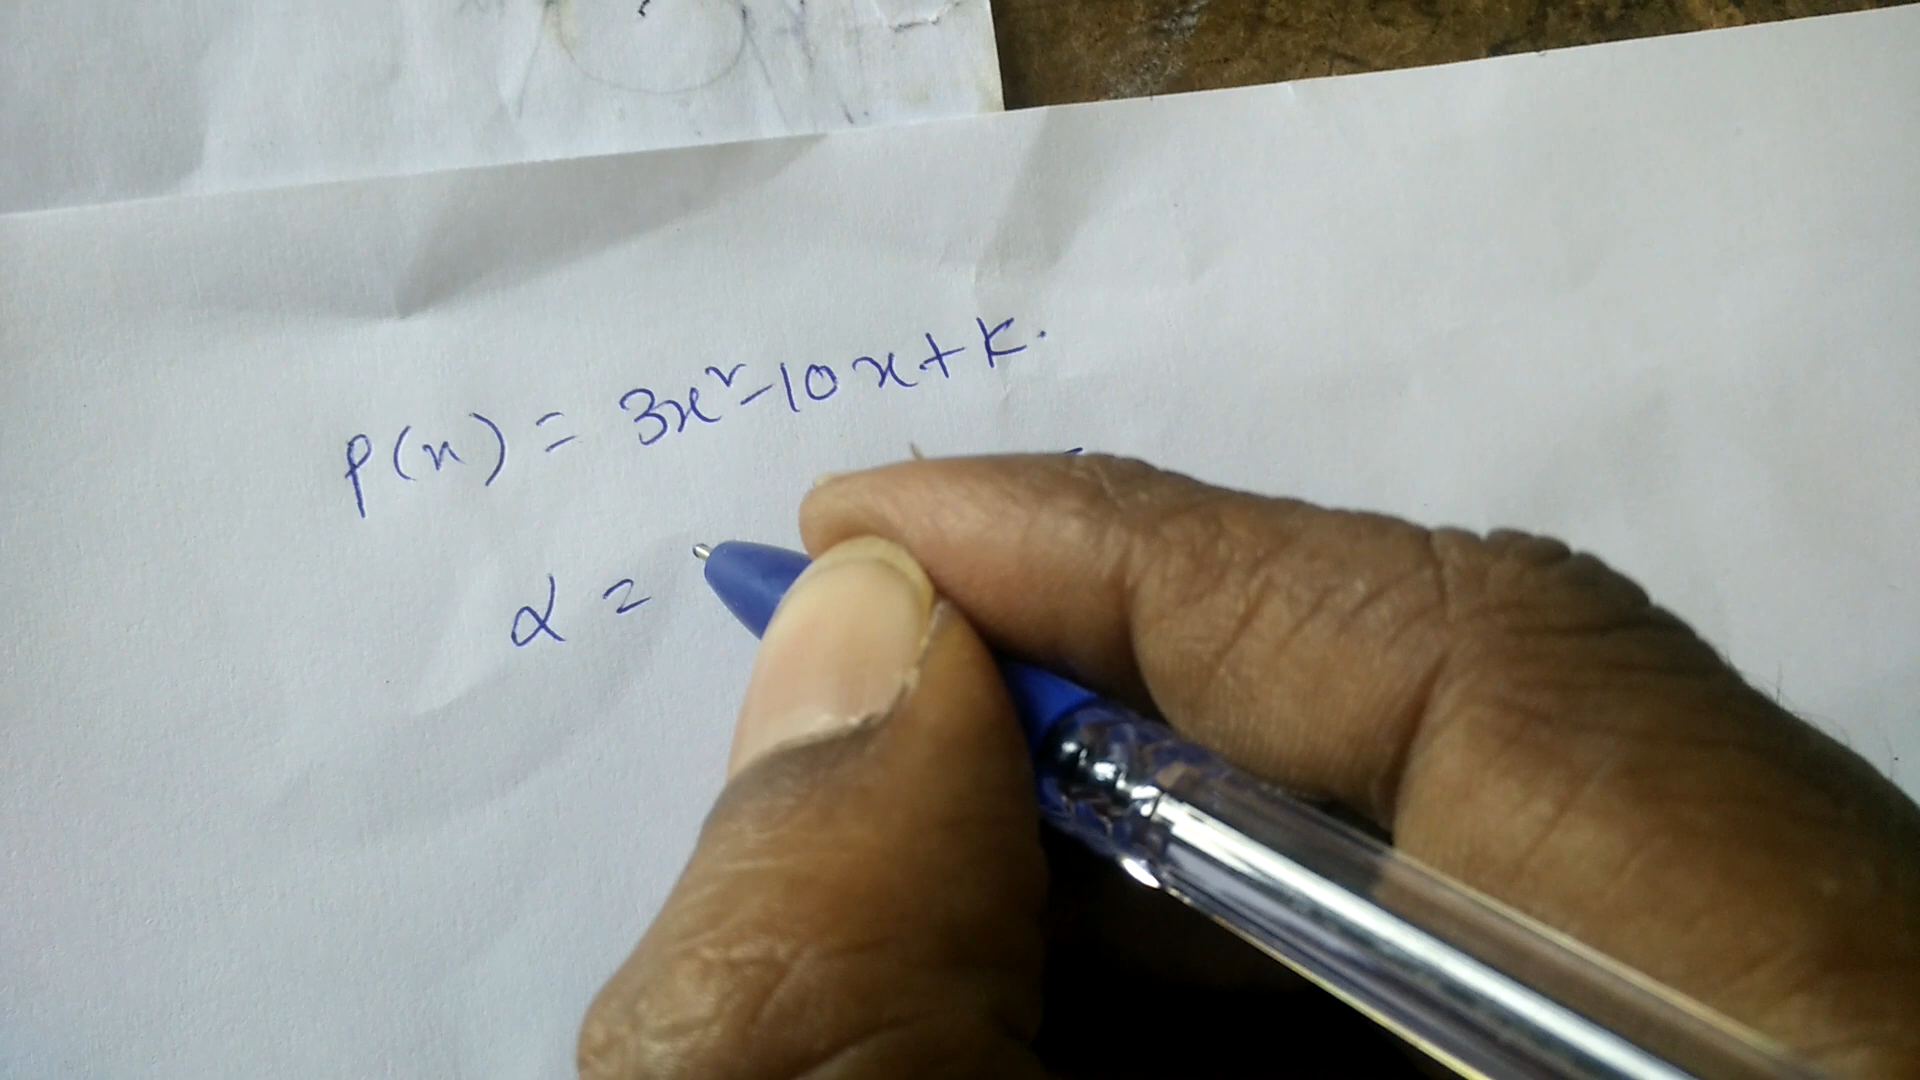 p(x) = 3x²-10x+k.
α =